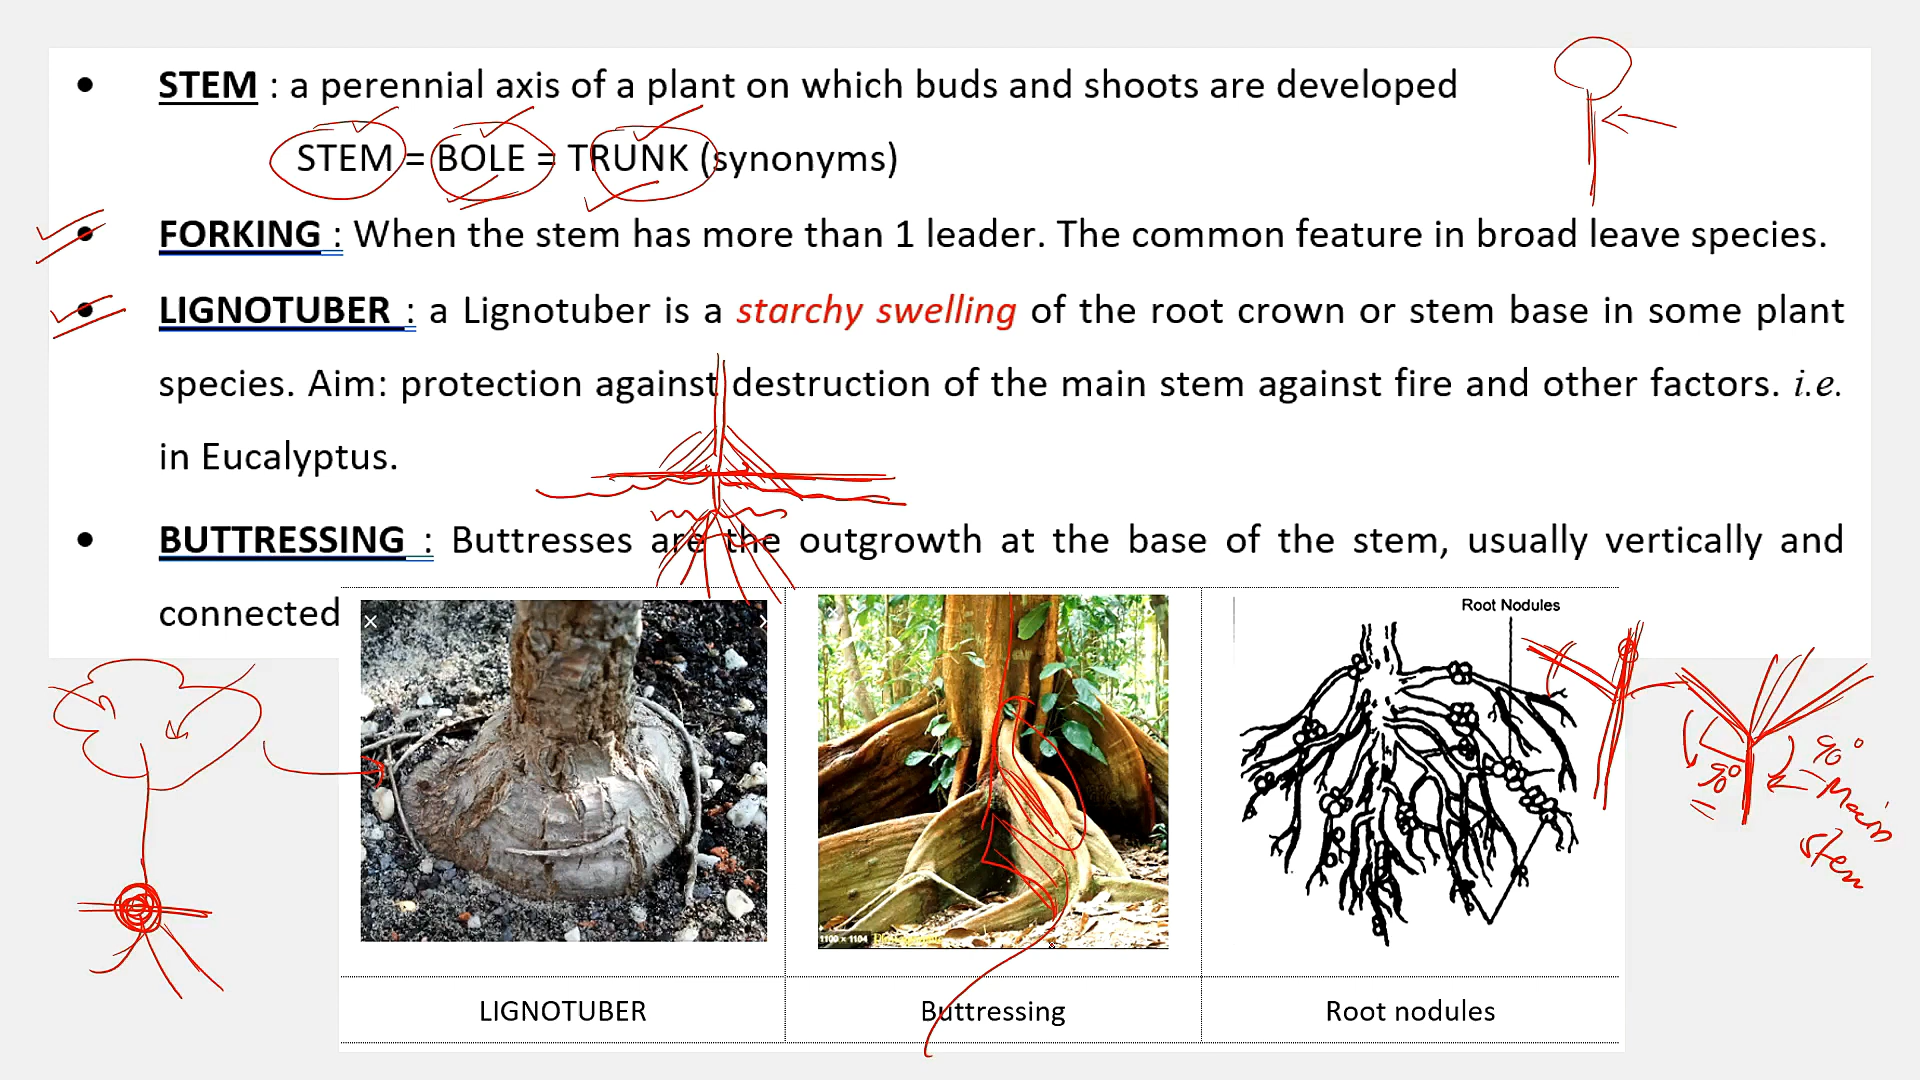 • STEM : a perennial axis of a plant on which buds and shoots are developed
STEM = BOLE = TRUNK (synonyms)
• FORKING : When the stem has more than 1 leader. The common feature in broad leave species.
• LIGNOTUBER : a Lignotuber is a starchy swelling of the root crown or stem base in some plant
species. Aim: protection against destruction of the main stem against fire and other factors. i.e.
in Eucalyptus.
• BUTTRESSING : Buttresses are the outgrowth at the base of the stem, usually vertically and
connected
Root Nodules
90°
90°
Main
Stem
1100 x 1104
LIGNOTUBER
Buttressing
Root nodules